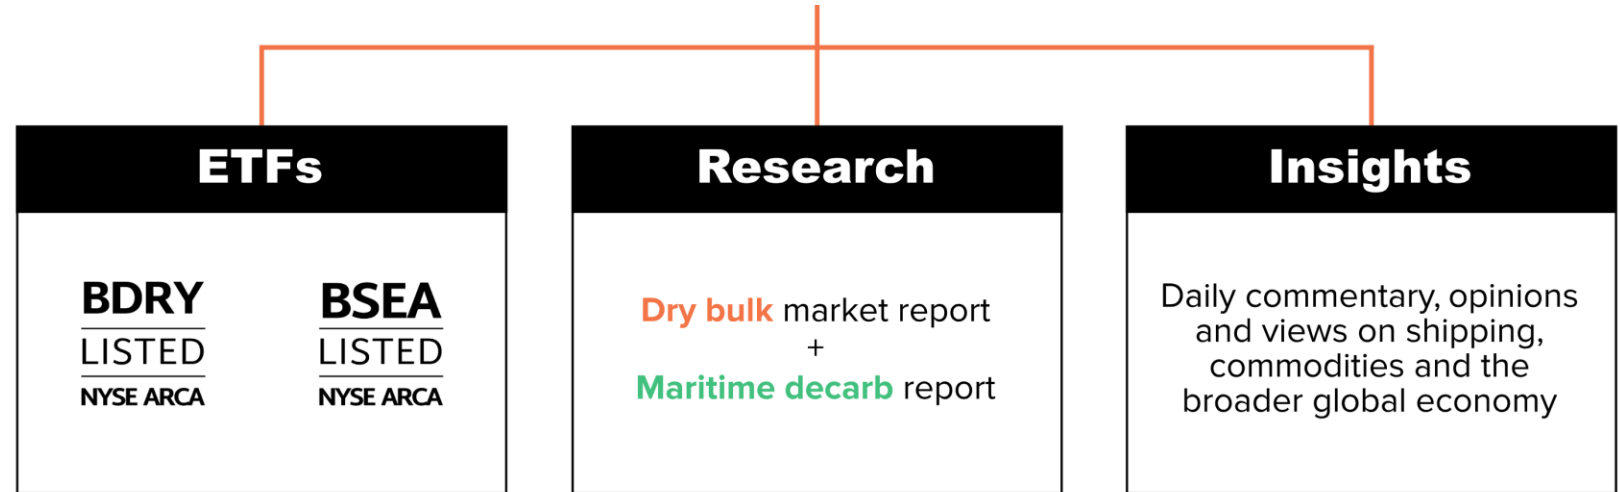 ETFs
BDRY
LISTED
NYSE ARCA
BSEA
LISTED
NYSE ARCA
Research
Dry bulk market report
+
Maritime decarb report
Insights
Daily commentary, opinions
and views on shipping,
commodities and the
broader global economy